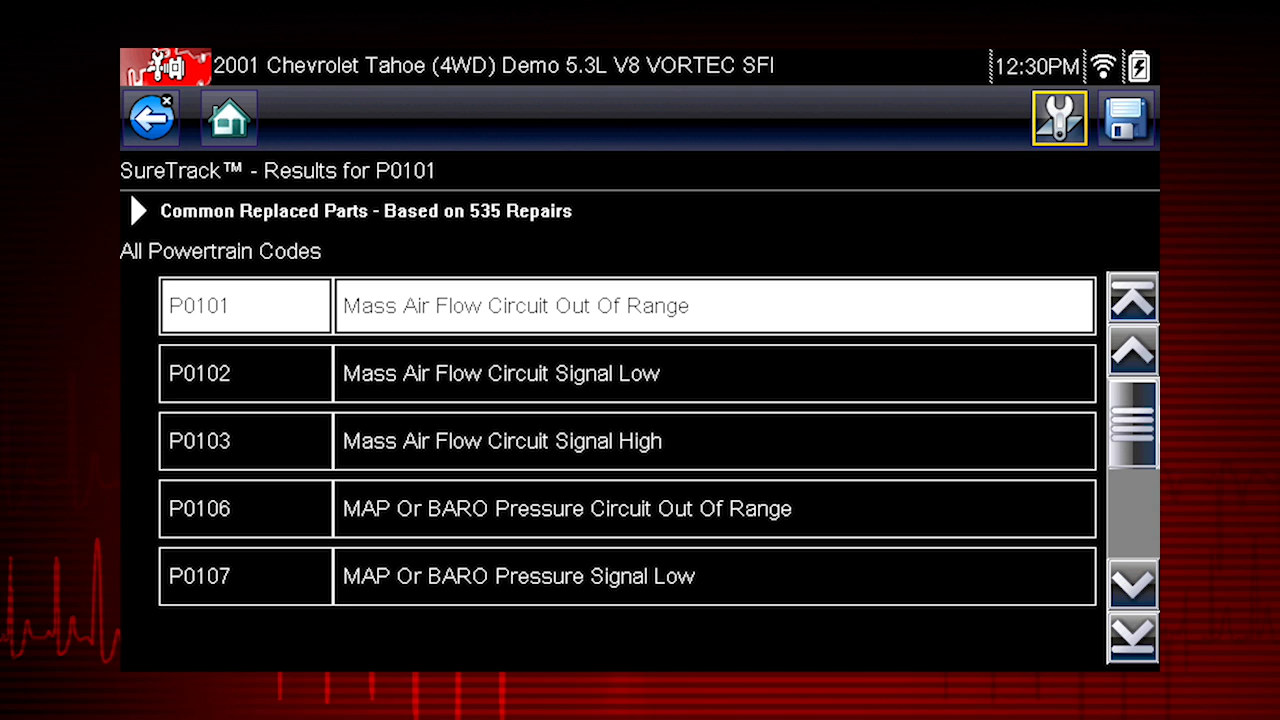 2001 Chevrolet Tahoe (4WD) Demo 5.3L V8 VORTEC SFI 12:30PM
SureTrack™ - Results for P0101
Common Replaced Parts - Based on 535 Repairs
All Powertrain Codes
P0101 Mass Air Flow Circuit Out Of Range
P0102 Mass Air Flow Circuit Signal Low
P0103 Mass Air Flow Circuit Signal High
P0106 MAP Or BARO Pressure Circuit Out Of Range
P0107 MAP Or BARO Pressure Signal Low